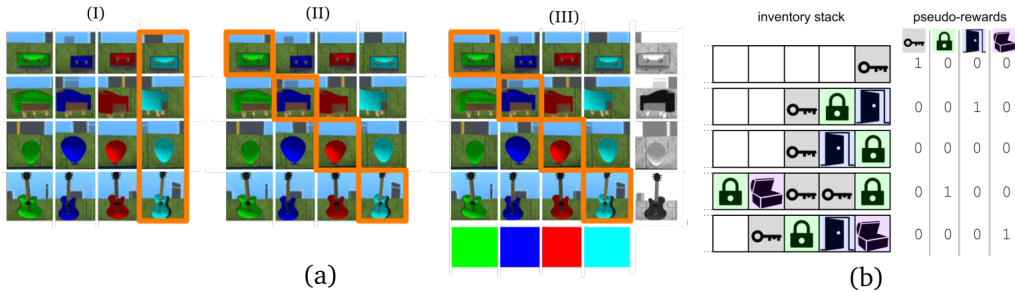 (I)
(II)
(III)
inventory stack
pseudo-rewards
1 0 0 0
0 0 1 0
0 0 0 0
0 1 0 0
0 0 0 1
(a)
(b)